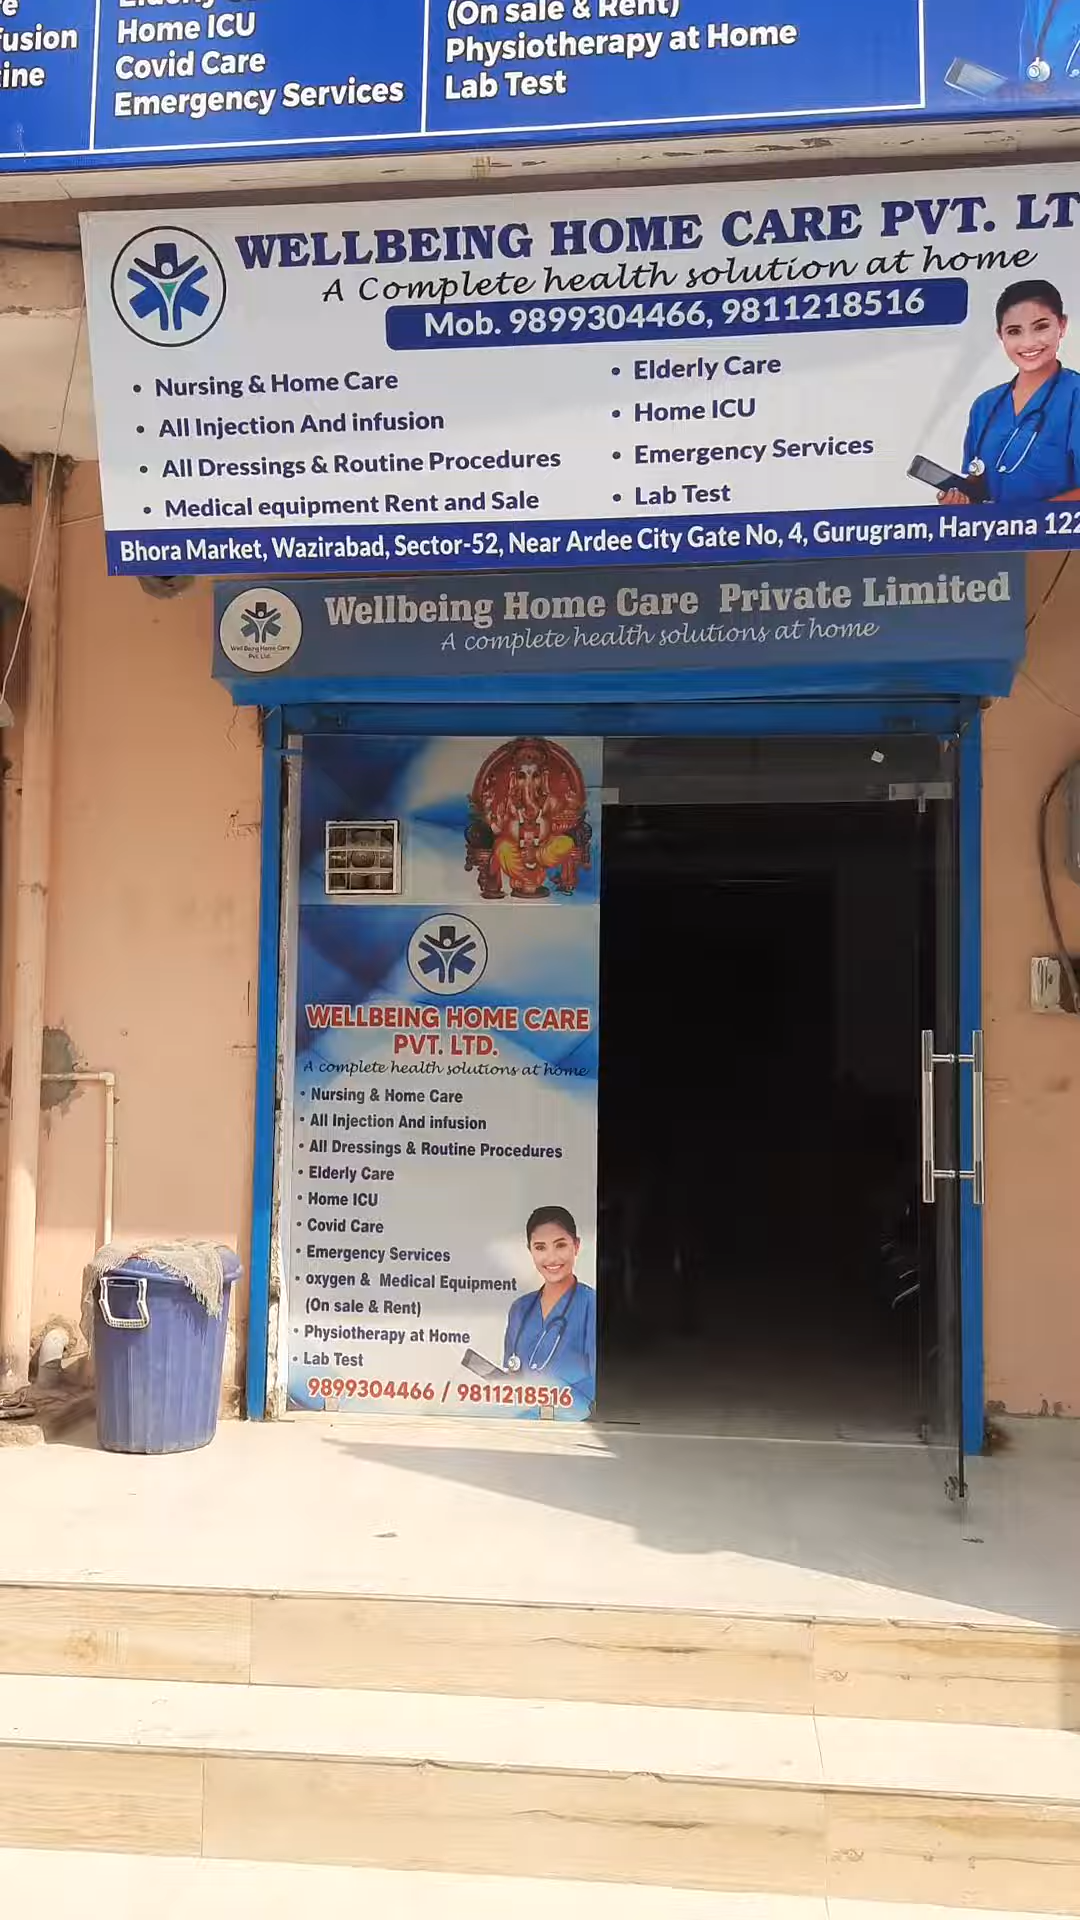 fusion
ine
Home ICU
Covid Care
Emergency Services
(On sale & Rent)
Physiotherapy at Home
Lab Test
WELLBEING HOME CARE PVT. LT
A Complete health solution at home
Mob. 9899304466, 9811218516
• Nursing & Home Care
• All Injection And infusion
• All Dressings & Routine Procedures
• Medical equipment Rent and Sale
• Elderly Care
• Home ICU
• Emergency Services
• Lab Test
Bhora Market, Wazirabad, Sector-52, Near Ardee City Gate No, 4, Gurugram, Haryana 122
Well Being Home Care
Pvt. Ltd.
Wellbeing Home Care Private Limited
A complete health solutions at home
WELLBEING HOME CARE
PVT. LTD.
A complete health solutions at home
• Nursing & Home Care
• All Injection And infusion
• All Dressings & Routine Procedures
• Elderly Care
• Home ICU
• Covid Care
• Emergency Services
• oxygen & Medical Equipment
(On sale & Rent)
• Physiotherapy at Home
• Lab Test
9899304466 / 9811218516